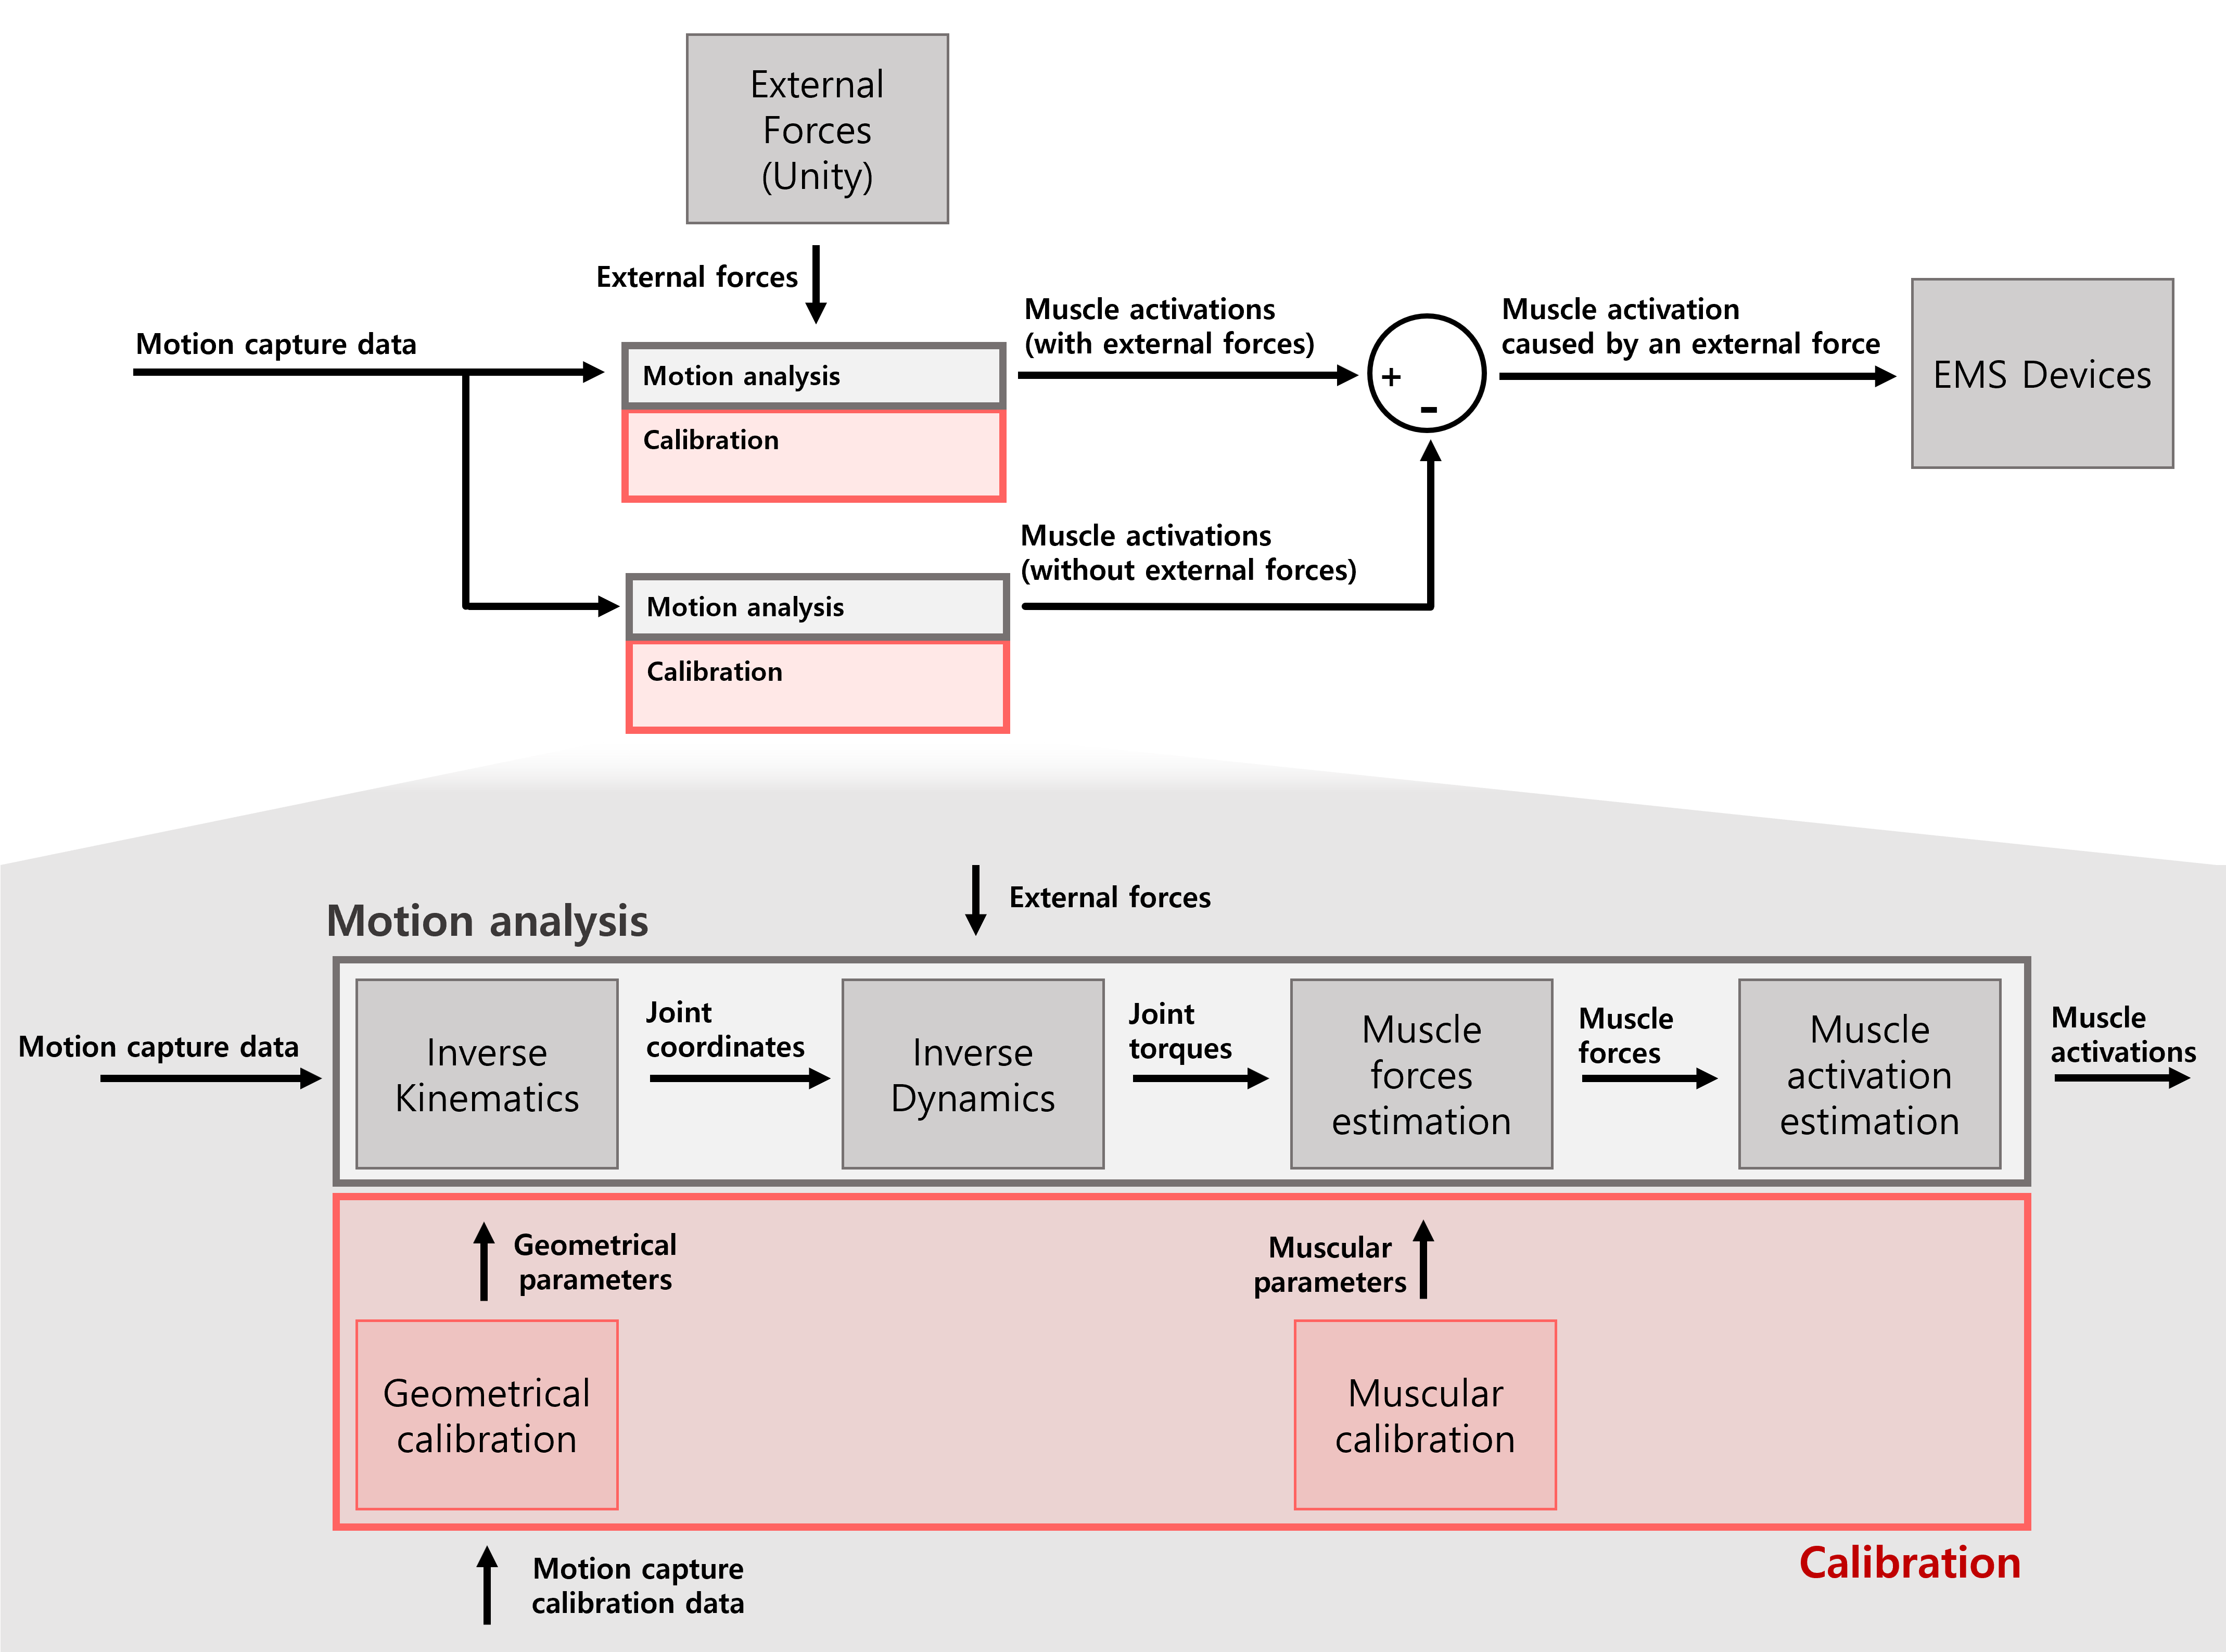 External
Forces
(Unity)
External forces
Motion capture data
Motion analysis
Calibration
Muscle activations
(with external forces)
+
-
Muscle activation
caused by an external force
EMS Devices
Muscle activations
(without external forces)
Motion analysis
Calibration
External forces
Motion analysis
Motion capture data
Inverse
Kinematics
Joint
coordinates
Inverse
Dynamics
Joint
torques
Muscle
forces
estimation
Muscle
forces
Muscle
activation
estimation
Muscle
activations
Geometrical
parameters
Muscular
parameters
Geometrical
calibration
Muscular
calibration
Calibration
Motion capture
calibration data